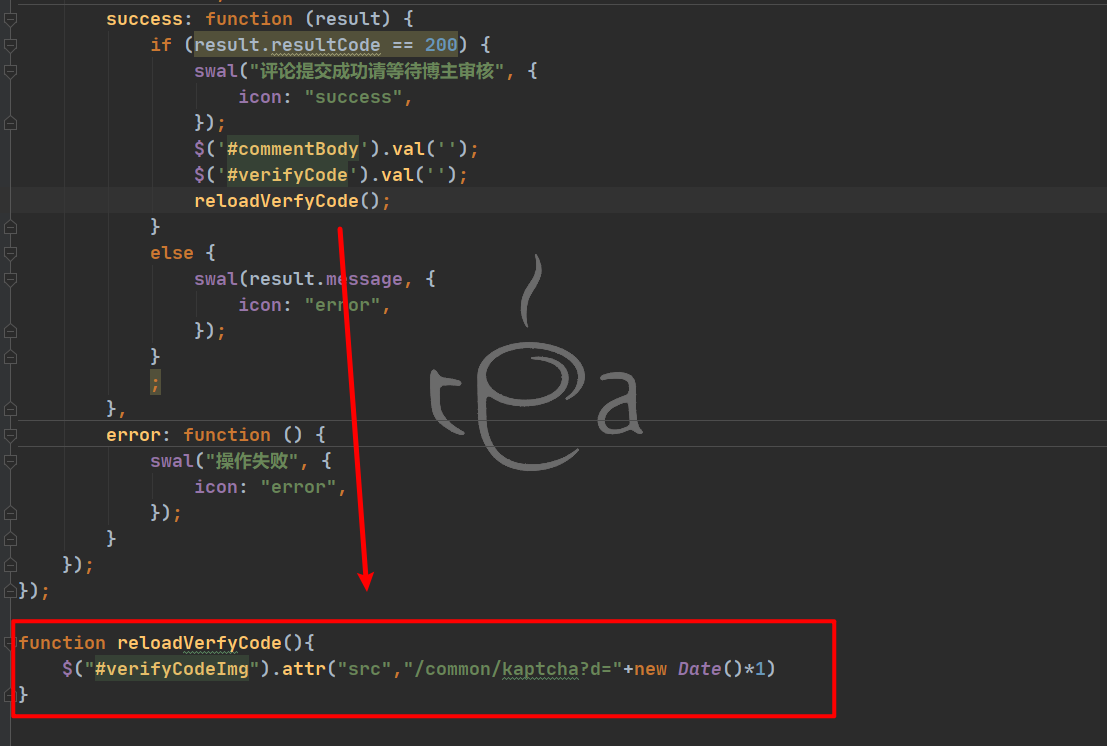 success: function (result) {
if (result.resultCode == 200) {
swal("评论提交成功请等待博主审核", {
icon: "success",
});
$('#commentBody').val('');
$('#verifyCode').val('');
reloadVerfyCode();
}
else {
swal(result.message, {
icon: "error",
});
}
;
},
error: function () {
swal("操作失败", {
icon: "error",
});
}
});
});
function reloadVerfyCode(){
$("#verifyCodeImg").attr("src","/common/kaptcha?d="+new Date()*1)
}
rea